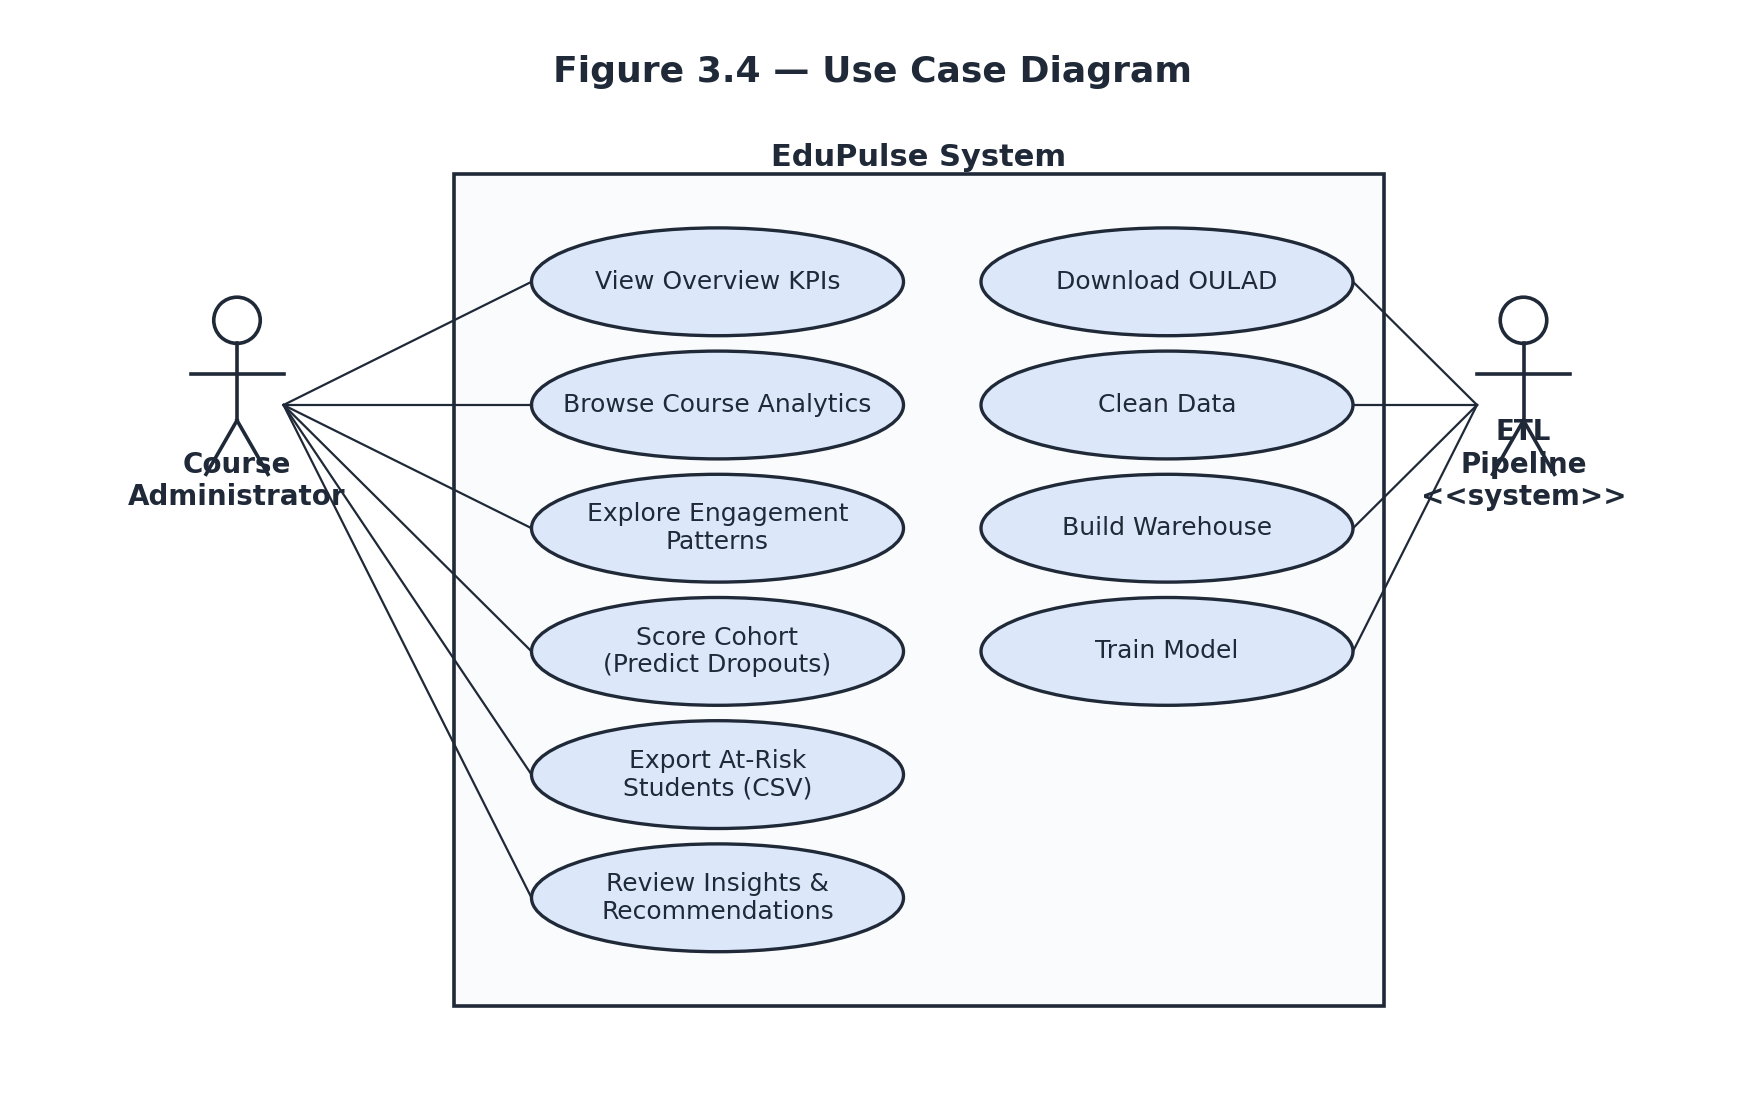 Figure 3.4 — Use Case Diagram
EduPulse System
Course
Administrator
View Overview KPIs
Browse Course Analytics
Explore Engagement
Patterns
Score Cohort
(Predict Dropouts)
Export At-Risk
Students (CSV)
Review Insights &
Recommendations
Download OULAD
Clean Data
Build Warehouse
Train Model
ETL
Pipeline
<<system>>